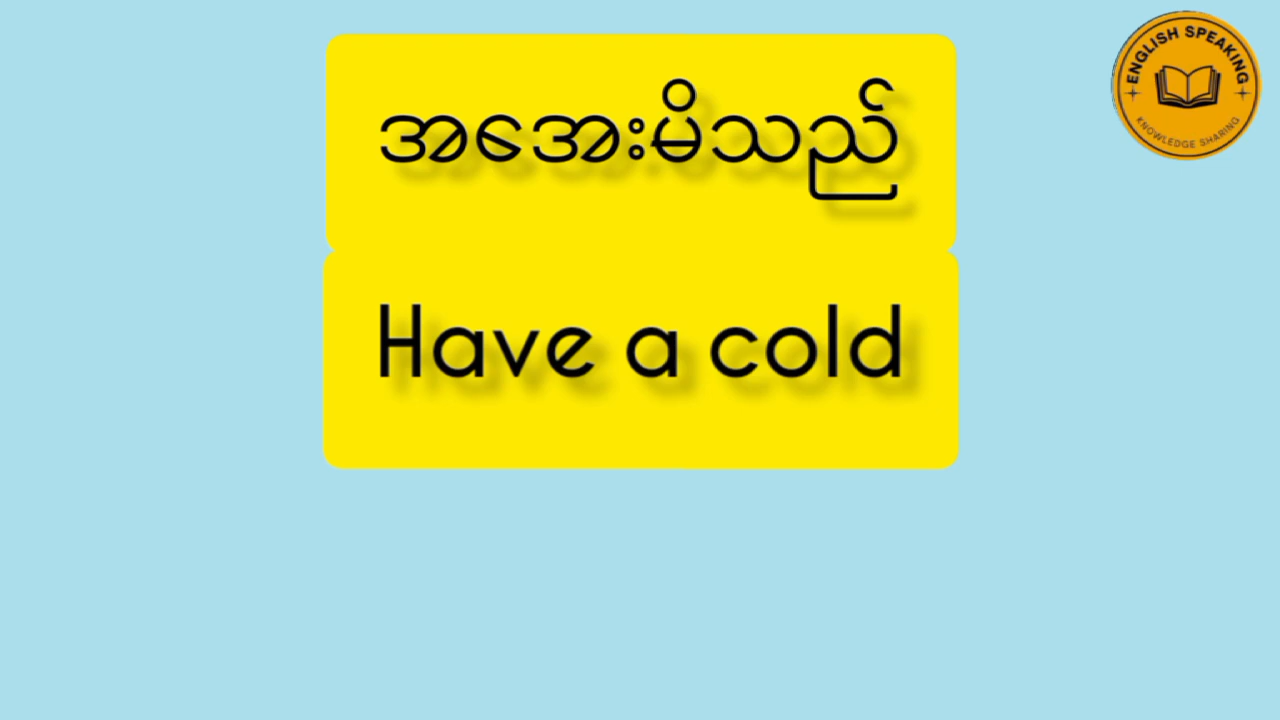 အအေးမိသည်
Have a cold
ENGLISH SPEAKING
KNOWLEDGE SHARING